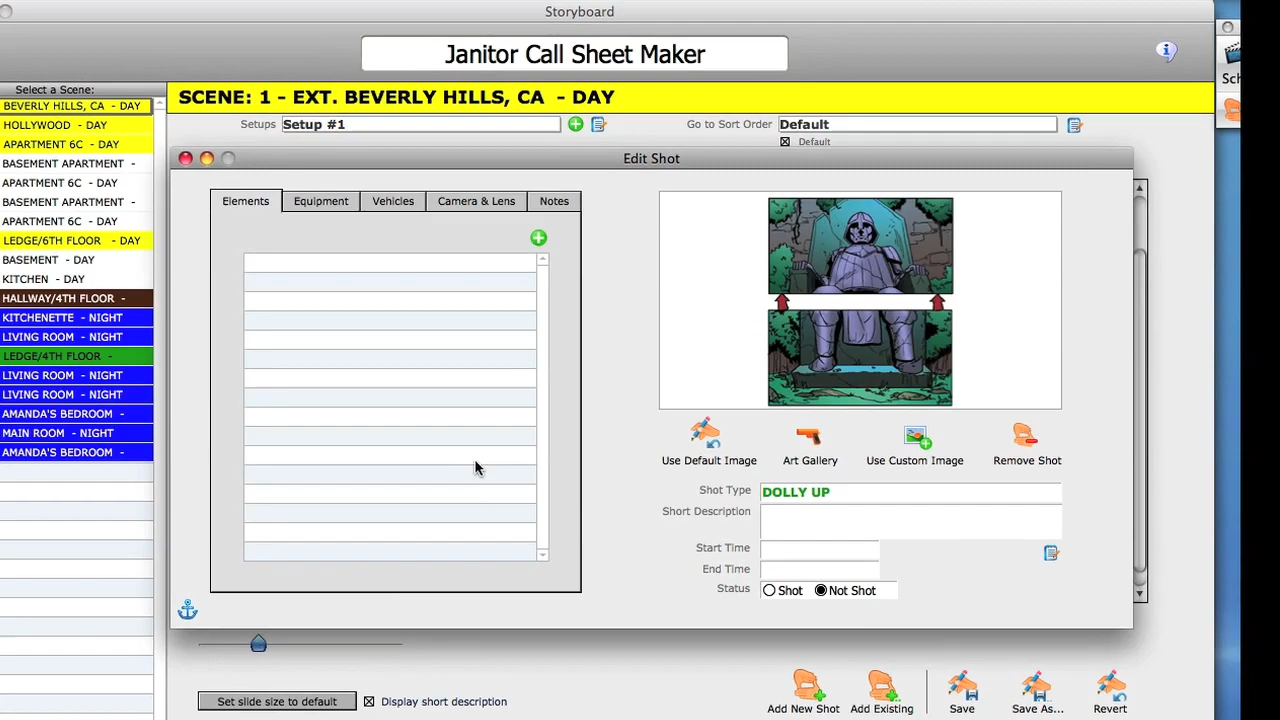 Storyboard
Janitor Call Sheet Maker
Select a Scene:
BEVERLY HILLS, CA - DAY
HOLLYWOOD - DAY
APARTMENT 6C - DAY
BASEMENT APARTMENT -
APARTMENT 6C - DAY
BASEMENT APARTMENT -
APARTMENT 6C - DAY
LEDGE/6TH FLOOR - DAY
BASEMENT - DAY
KITCHEN - DAY
HALLWAY/4TH FLOOR -
KITCHENETTE - NIGHT
LIVING ROOM - NIGHT
LEDGE/4TH FLOOR -
LIVING ROOM - NIGHT
LIVING ROOM - NIGHT
AMANDA'S BEDROOM -
MAIN ROOM - NIGHT
AMANDA'S BEDROOM -
SCENE: 1 - EXT. BEVERLY HILLS, CA - DAY
Setups Setup #1
Go to Sort Order Default
Default
Edit Shot
Elements Equipment Vehicles Camera & Lens Notes
Use Default Image Art Gallery Use Custom Image Remove Shot
Shot Type DOLLY UP
Short Description
Start Time
End Time
Status Shot Not Shot
Set slide size to default Display short description
Add New Shot Add Existing Save Save As... Revert